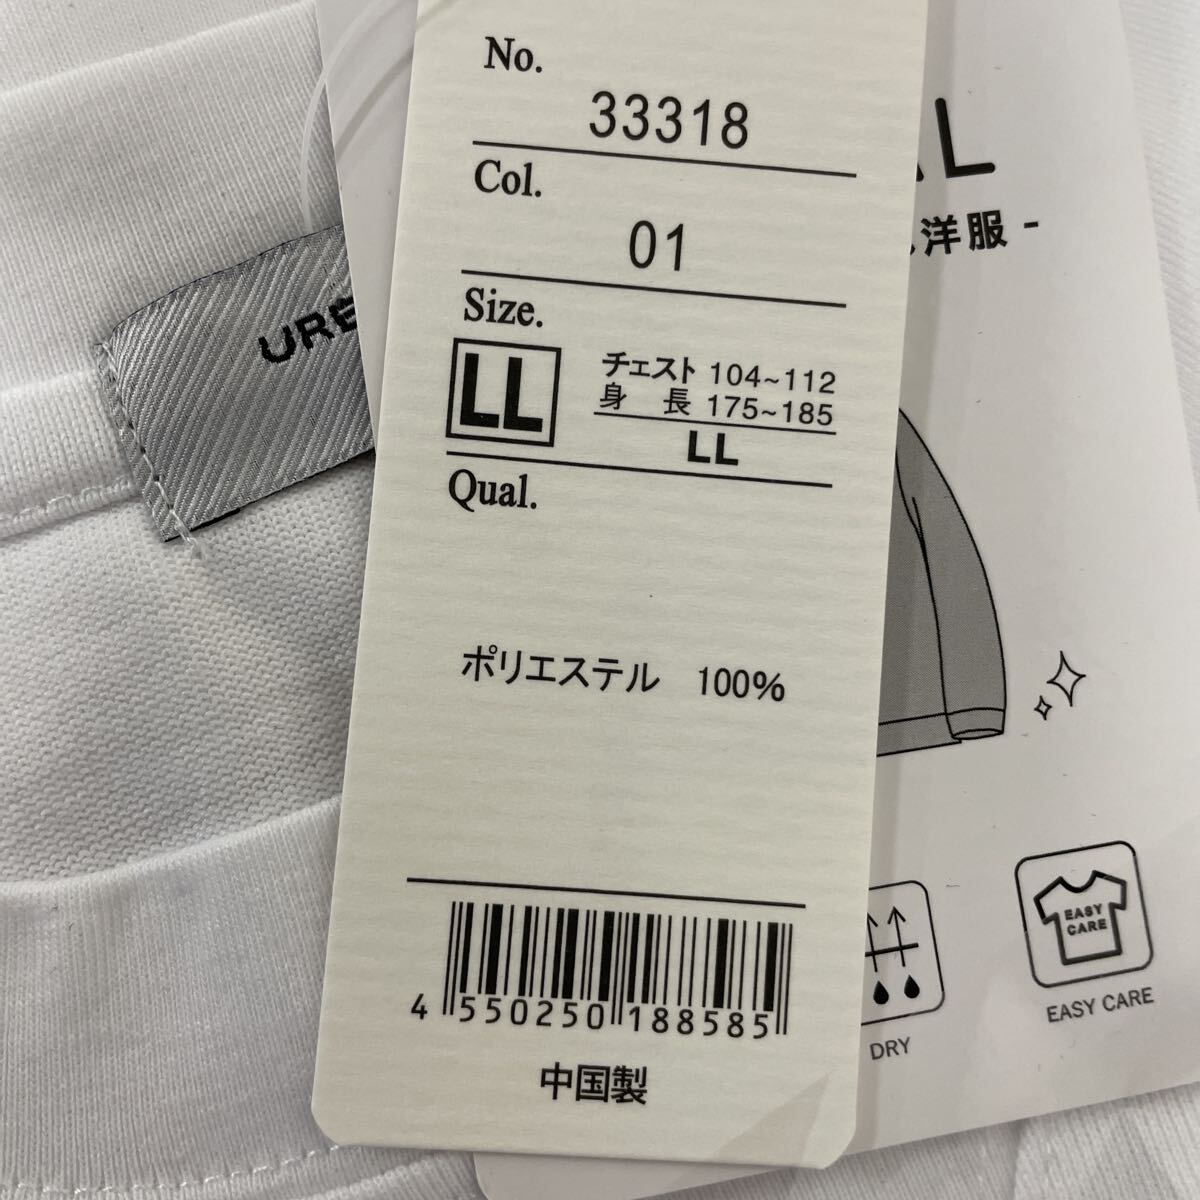 No.
33318
Col.
01
Size.
LL
チェスト 104~112
身 長 175~185
LL
Qual.
ポリエステル 100%
4 550250 188585
中国製
洋服 -
DRY
EASY CARE
EASY CARE